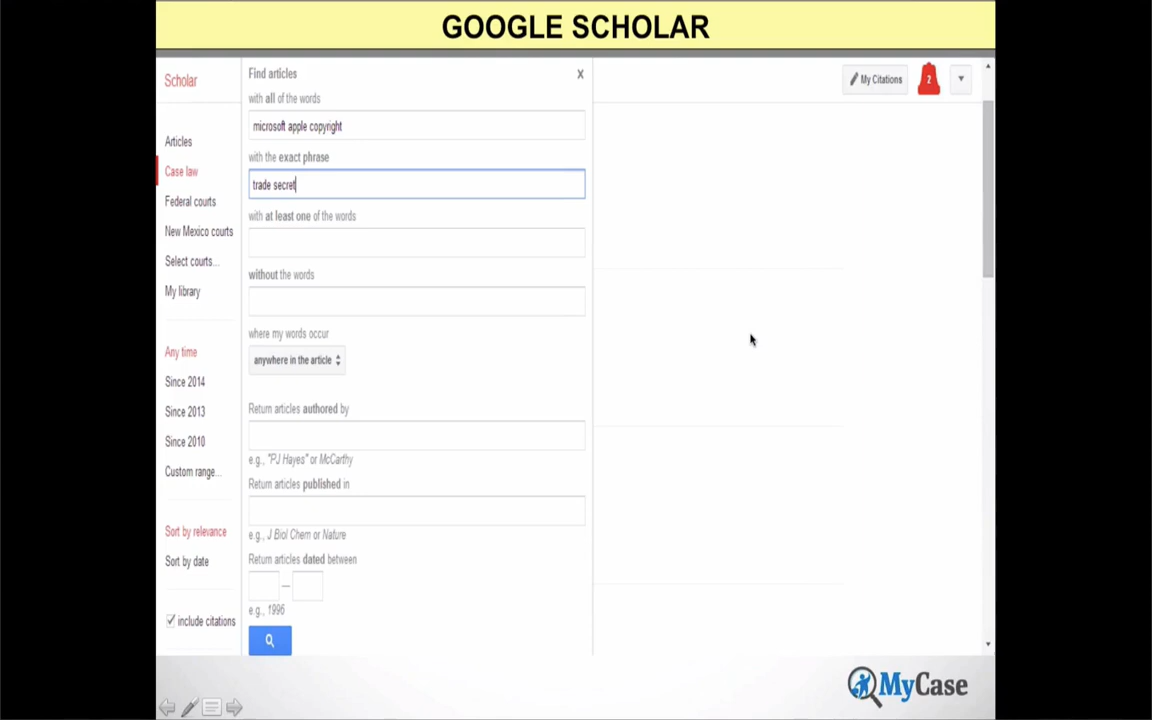 GOOGLE SCHOLAR
Scholar
Articles
Case law
Federal courts
New Mexico courts
Select courts...
My library
Any time
Since 2014
Since 2013
Since 2010
Custom range...
Sort by relevance
Sort by date
include citations
Find articles
X
with all of the words
microsoft apple copyright
with the exact phrase
trade secret
with at least one of the words
without the words
where my words occur
anywhere in the article
Return articles authored by
e.g., "PJ Hayes" or McCarthy
Return articles published in
e.g., J Biol Chem or Nature
Return articles dated between
—
e.g., 1996
My Citations
2
MyCase